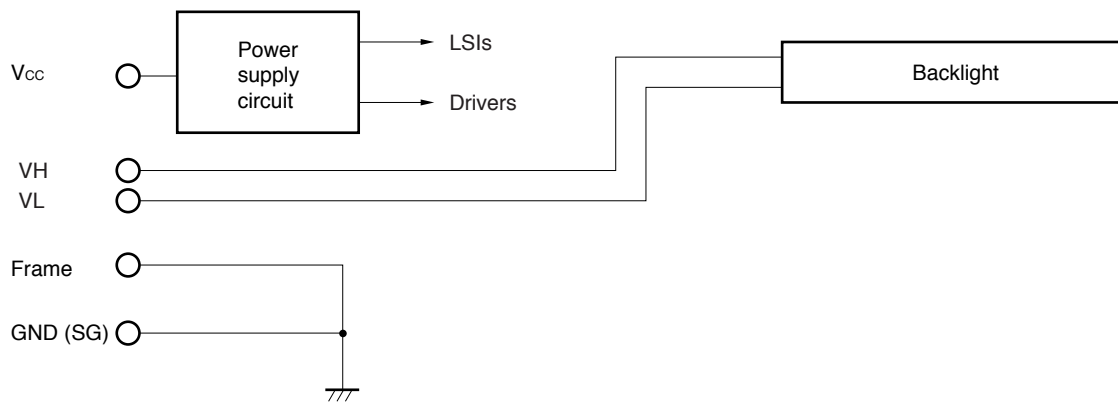 Power
supply
circuit
LSIs
Drivers
Backlight
VCC
VH
VL
Frame
GND (SG)